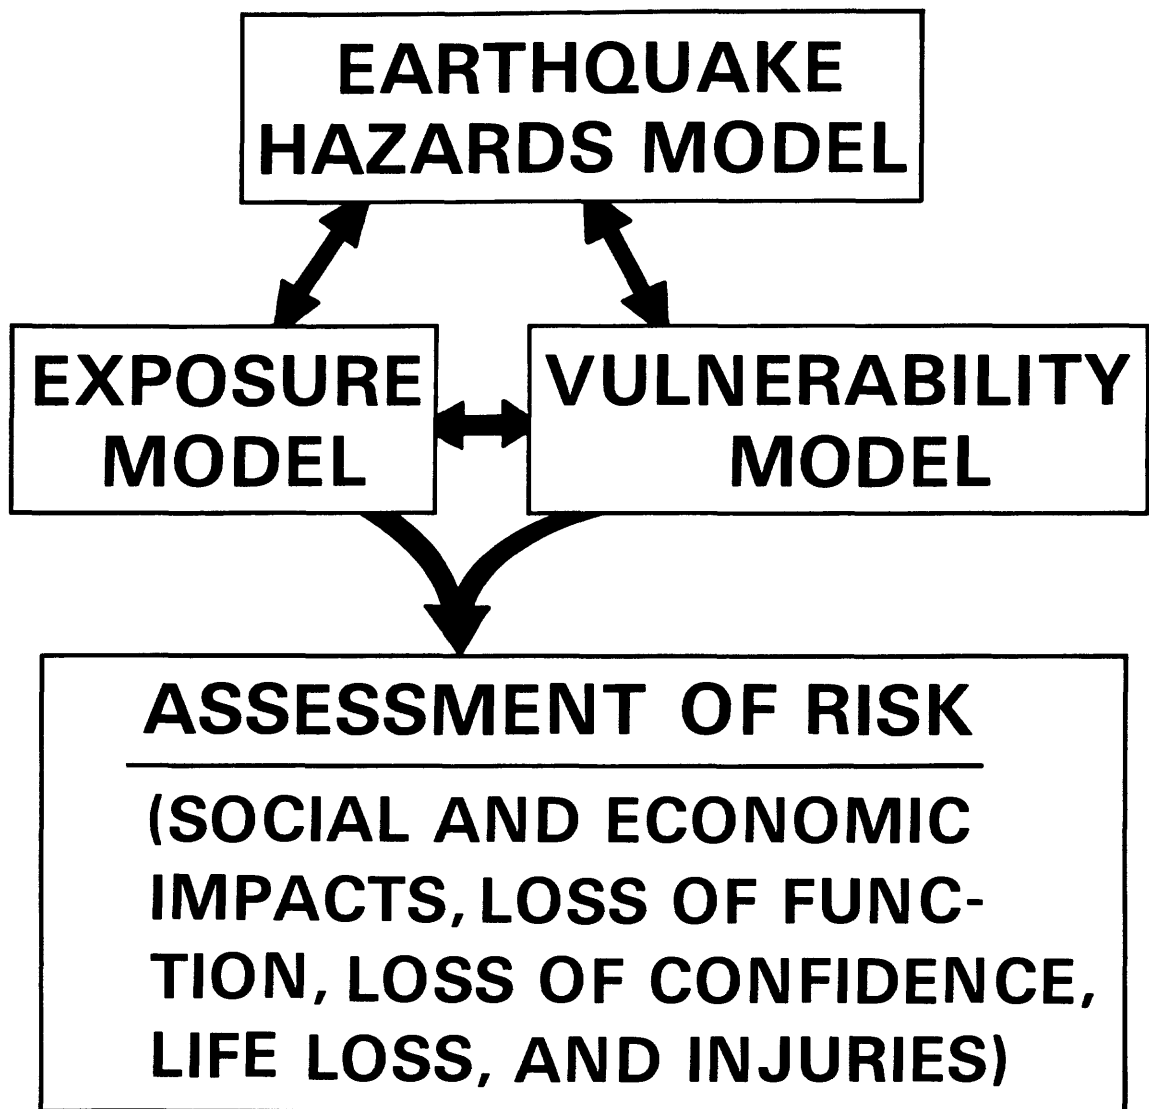 EARTHQUAKE
HAZARDS MODEL
EXPOSURE
MODEL
VULNERABILITY
MODEL
ASSESSMENT OF RISK
(SOCIAL AND ECONOMIC
IMPACTS, LOSS OF FUNC-
TION, LOSS OF CONFIDENCE,
LIFE LOSS, AND INJURIES)